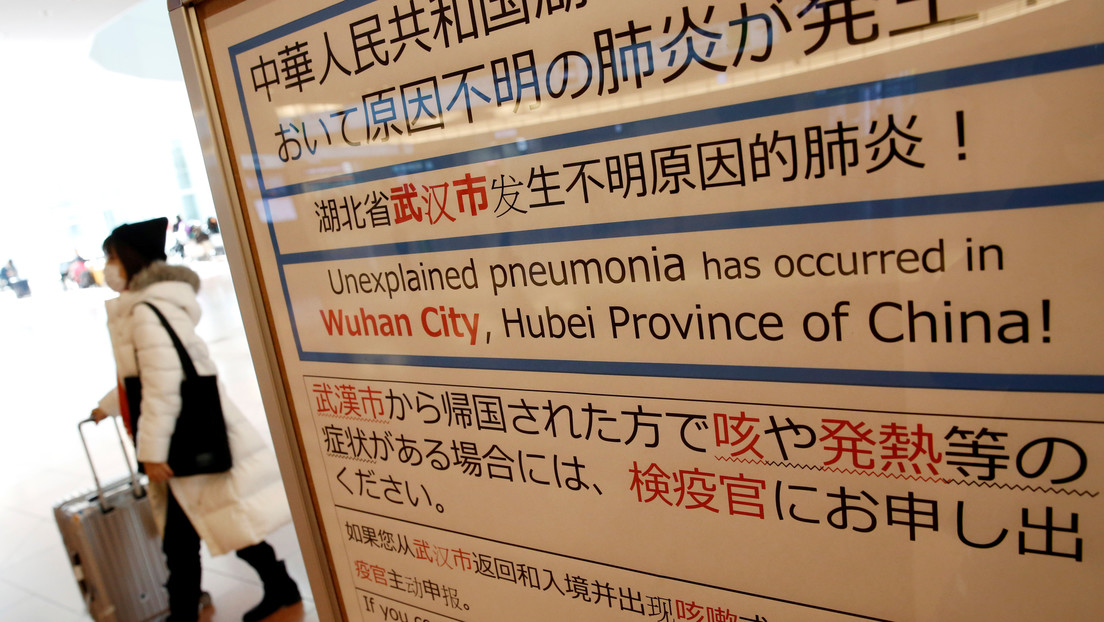 中華人民共和国湖
おいて原因不明の肺炎が発生！
湖北省武汉市发生不明原因的肺炎！
Unexplained pneumonia has occurred in
Wuhan City, Hubei Province of China!
武漢市から帰国された方で咳や発熱等の
症状がある場合には、検疫官にお申し出
ください。
如果您从武汉市返回和入境并出现咳嗽
疫官主动申报。
If you